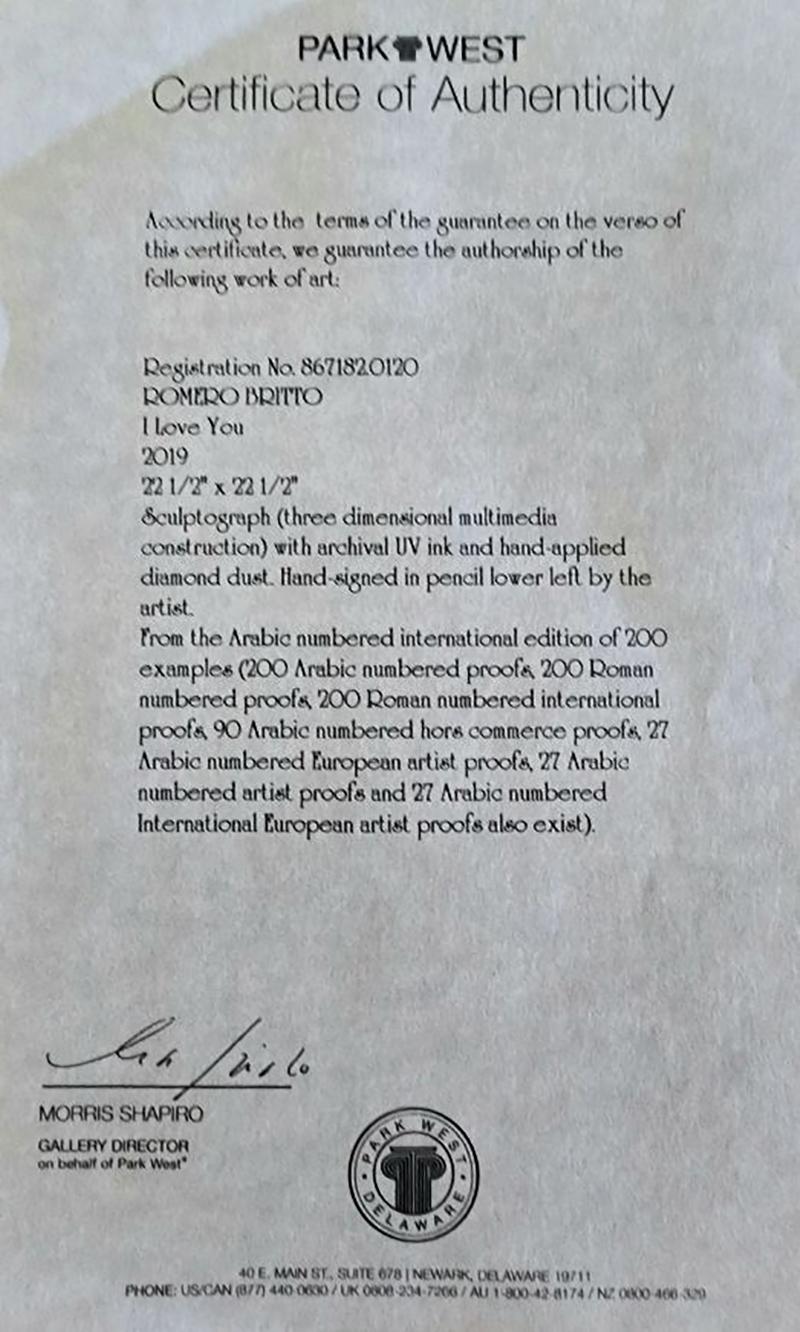 PARK WEST
Certificate of Authenticity
According to the terms of the guarantee on the verso of
this certificate, we guarantee the authorship of the
following work of art:
Registration No. 8671820120
ROMERO BRITTO
I Love You
2019
22 1/2" x 22 1/2"
Sculptograph (three dimensional multimedia
construction) with archival UV ink and hand-applied
diamond dust. Hand-signed in pencil lower left by the
artist.
From the Arabic numbered international edition of 200
examples (200 Arabic numbered proofs, 200 Roman
numbered proofs, 200 Roman numbered international
proofs, 90 Arabic numbered hors commerce proofs, 27
Arabic numbered European artist proofs, 27 Arabic
numbered artist proofs and 27 Arabic numbered
International European artist proofs also exist).
MORRIS SHAPIRO
GALLERY DIRECTOR
on behalf of Park West®
PARK WEST
DELAWARE
40 E. MAIN ST., SUITE 678 | NEWARK, DELAWARE 19711
PHONE: US/CAN (877) 440-0630 / UK 0808-234-7266 / AU 1-800-42-8174 / NZ 0800-466-329